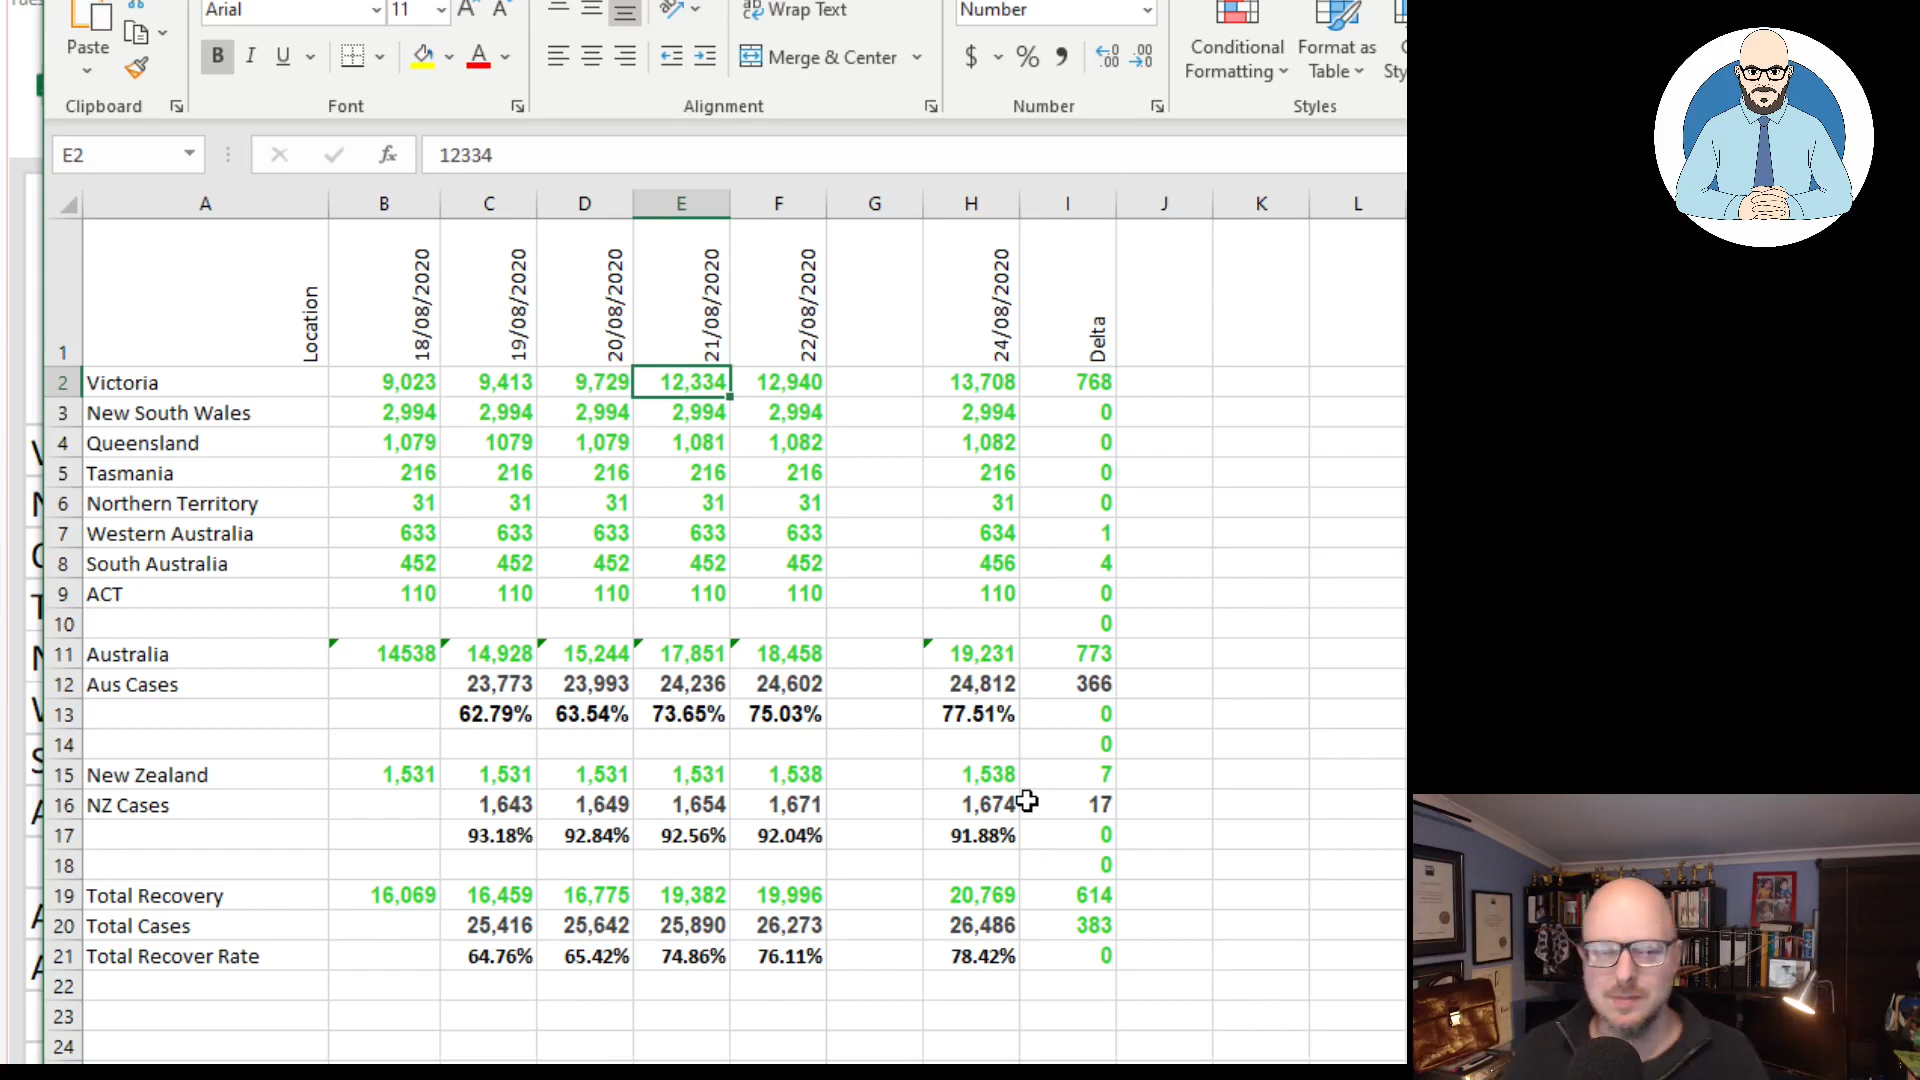 Arial 11 Wrap Text Number
Paste B I U Merge & Center $ % Conditional Formatting Format as Table
Clipboard Font Alignment Number Styles
E2 fx 12334
A B C D E F G H I J K L
1 Location 18/08/2020 19/08/2020 20/08/2020 21/08/2020 22/08/2020 24/08/2020 Delta
2 Victoria 9,023 9,413 9,729 12,334 12,940 13,708 768
3 New South Wales 2,994 2,994 2,994 2,994 2,994 2,994 0
4 Queensland 1,079 1079 1,079 1,081 1,082 1,082 0
5 Tasmania 216 216 216 216 216 216 0
6 Northern Territory 31 31 31 31 31 31 0
7 Western Australia 633 633 633 633 633 634 1
8 South Australia 452 452 452 452 452 456 4
9 ACT 110 110 110 110 110 110 0
10 0
11 Australia 14538 14,928 15,244 17,851 18,458 19,231 773
12 Aus Cases 23,773 23,993 24,236 24,602 24,812 366
13 62.79% 63.54% 73.65% 75.03% 77.51% 0
14 0
15 New Zealand 1,531 1,531 1,531 1,531 1,538 1,538 7
16 NZ Cases 1,643 1,649 1,654 1,671 1,674 17
17 93.18% 92.84% 92.56% 92.04% 91.88% 0
18 0
19 Total Recovery 16,069 16,459 16,775 19,382 19,996 20,769 614
20 Total Cases 25,416 25,642 25,890 26,273 26,486 383
21 Total Recover Rate 64.76% 65.42% 74.86% 76.11% 78.42% 0
22
23
24